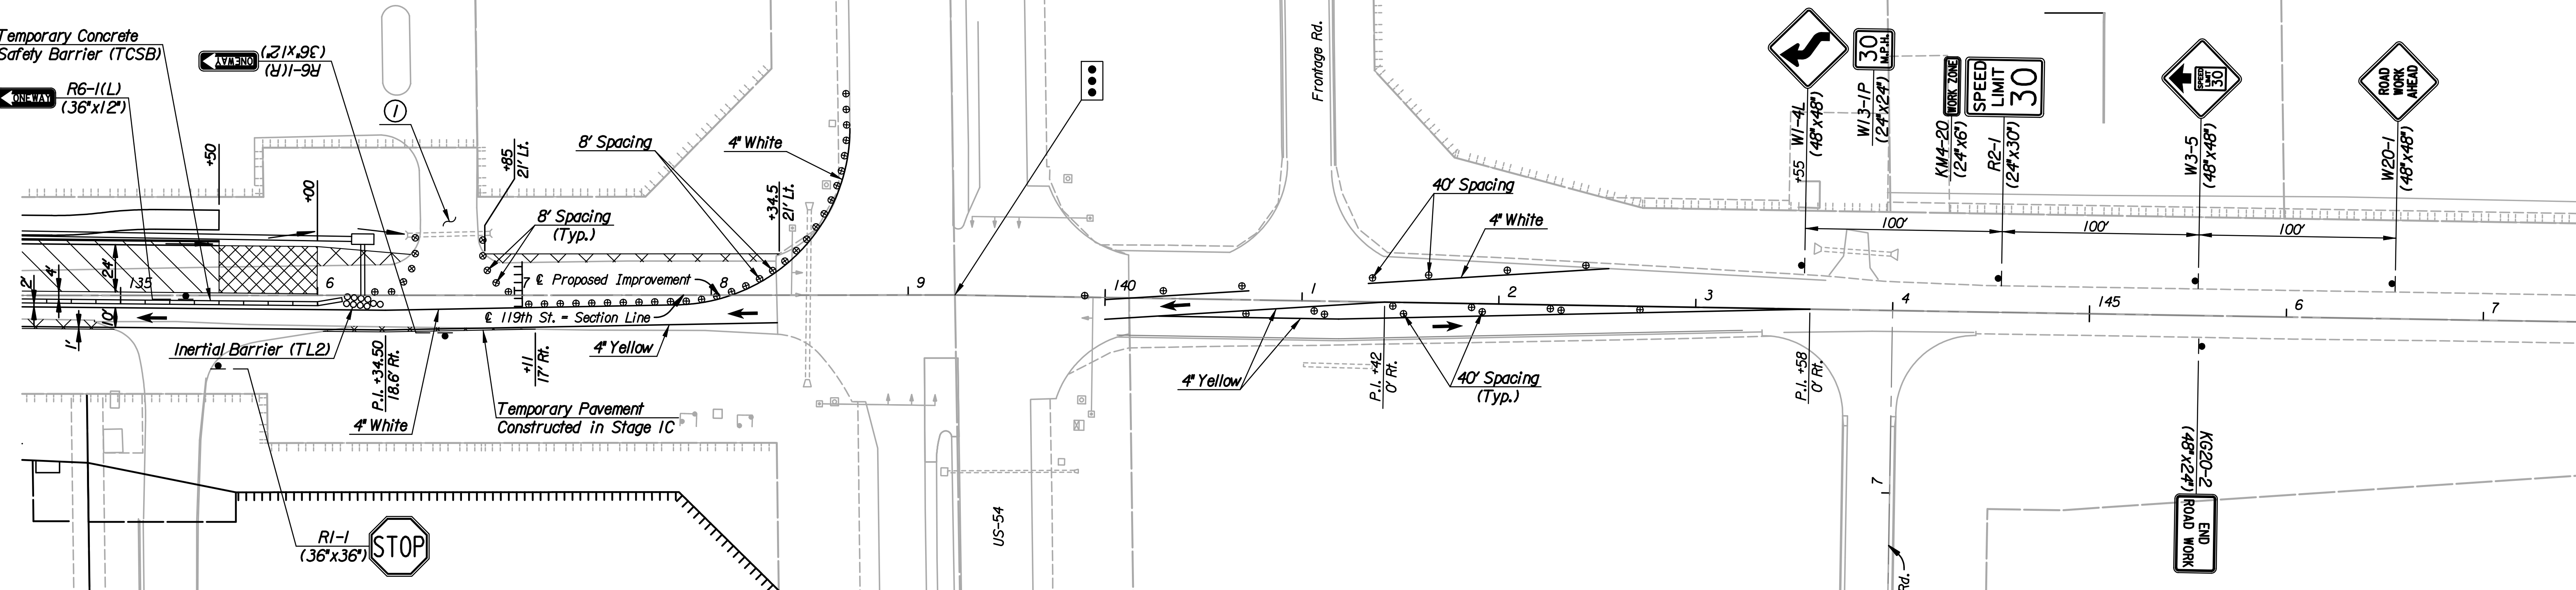 Temporary Concrete
Safety Barrier (TCSB)
R6-1(L)
(36"x12")
ONE WAY
ONE WAY
R6-1(R)
(36"x12")
1
+50
+00
+85
21' Lt.
8' Spacing
8' Spacing
(Typ.)
4" White
+34.5
21' Lt.
2'
4'
24'
10'
1'
135
6
7
8
9
140
1
2
3
4
145
6
7
℄ Proposed Improvement
℄ 119th St. = Section Line
Inertial Barrier (TL2)
P.I. +34.50
18.6' Rt.
4" White
+11
17' Rt.
4" Yellow
Temporary Pavement
Constructed in Stage 1C
R1-1
(36"x36")
STOP
US-54
Frontage Rd.
40' Spacing
4" White
4" Yellow
P.I. +42
0' Rt.
40' Spacing
(Typ.)
P.I. +58
0' Rt.
+55
W1-4L
(48"x48")
30
M.P.H.
W13-1P
(24"x24")
WORK ZONE
KM4-20
(24"x6")
SPEED
LIMIT
30
R2-1
(24"x30")
SPEED
LIMIT
30
W3-5
(48"x48")
ROAD
WORK
AHEAD
W20-1
(48"x48")
100'
100'
100'
KG20-2
(48"x24")
END
ROAD WORK
7
Rd.